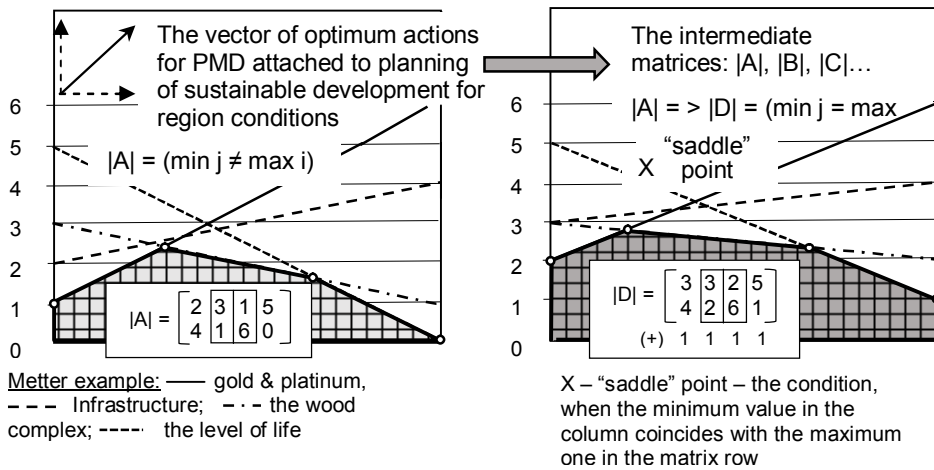 The vector of optimum actions
for PMD attached to planning
of sustainable development for
region conditions
|A| = (min j ≠ max i)
6
5
4
3
2
1
0
|A| = [ 2 3 1 5
4 1 6 0 ]
Metter example: gold & platinum,
Infrastructure; the wood
complex; the level of life
The intermediate
matrices: |A|, |B|, |C|…
|A| = > |D| = (min j = max
X “saddle”
point
6
5
4
3
2
1
0
|D| = [ 3 3 2 5
4 2 6 1 ]
(+) 1 1 1 1
X – “saddle” point – the condition,
when the minimum value in the
column coincides with the maximum
one in the matrix row